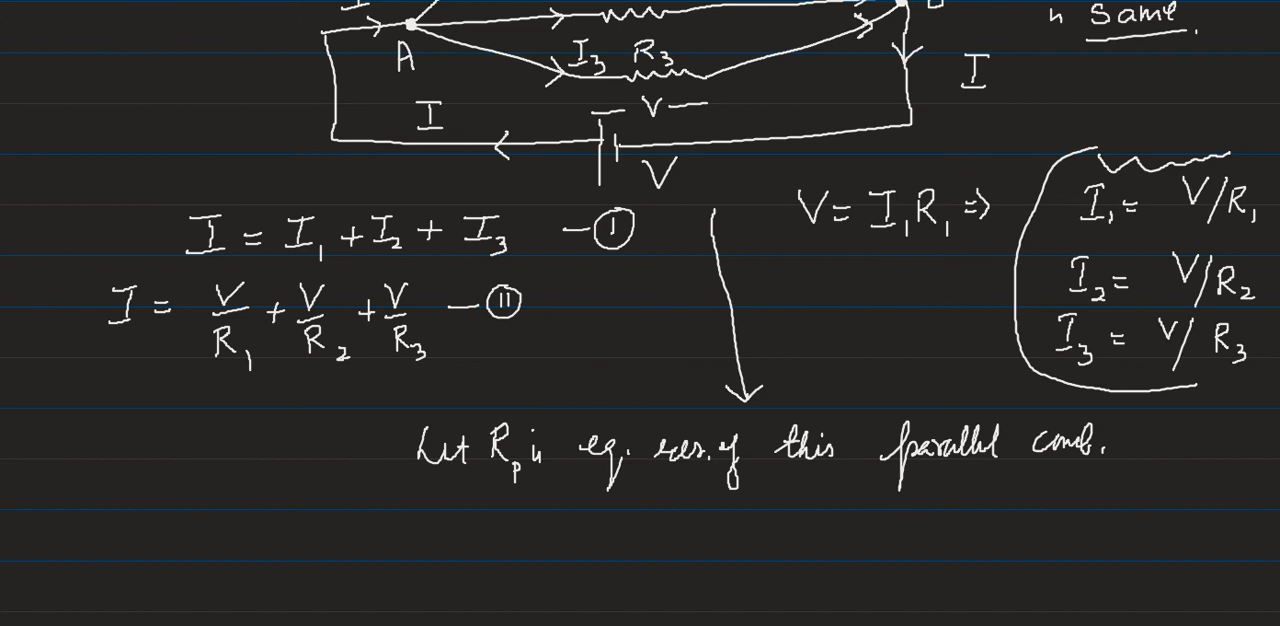 " Same.
A
I₃ R₃
I
I
V
V
V = I₁R₁ ⇒
I₁ = V/R₁
I = I₁ + I₂ + I₃ — Ⓘ
I₂ = V/R₂
I = V/R₁ + V/R₂ + V/R₃ — (II)
I₃ = V/R₃
Let Rₚ is eq. res. of this parallel comb.